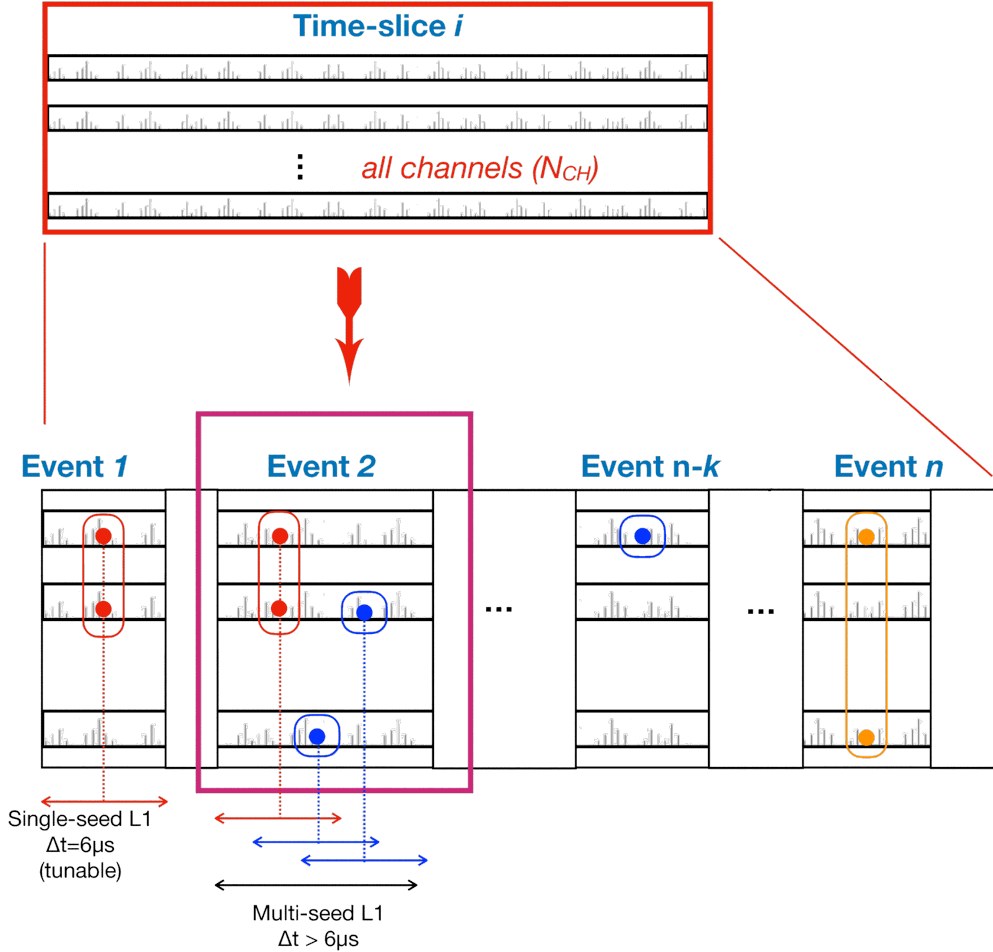 Time-slice i
⋮ all channels (N_CH)
Event 1
Event 2
Event n-k
Event n
...
...
Single-seed L1
Δt=6μs
(tunable)
Multi-seed L1
Δt > 6μs